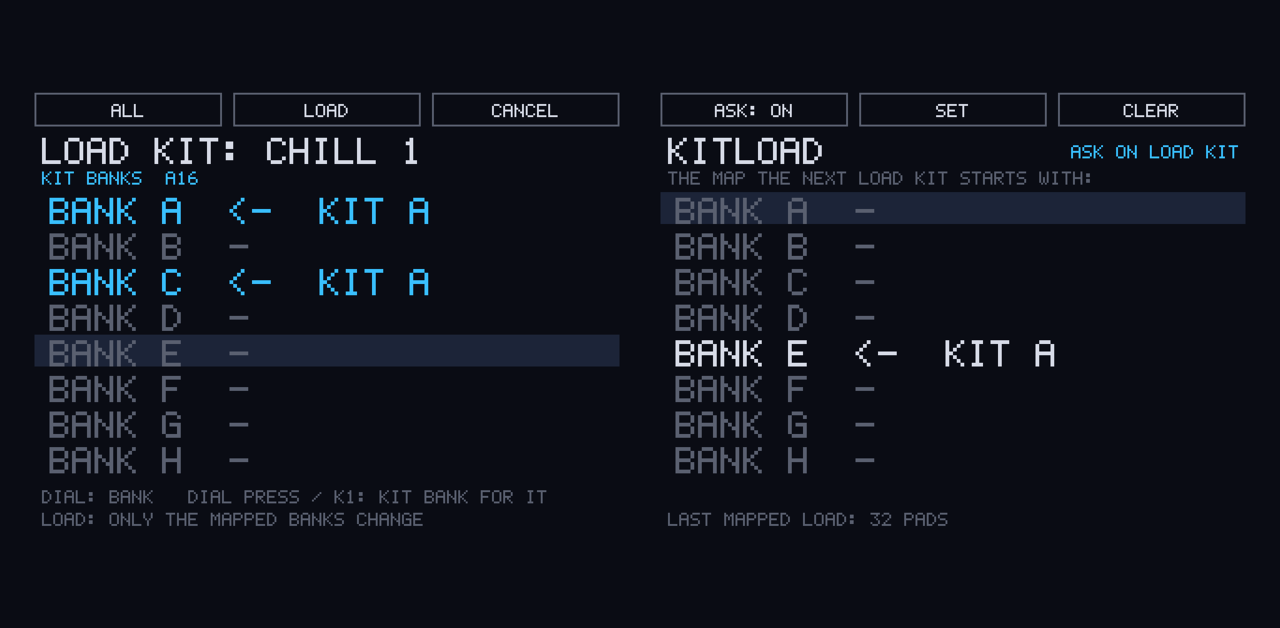 ALL LOAD CANCEL
LOAD KIT: CHILL 1
KIT BANKS A16
BANK A <- KIT A
BANK B -
BANK C <- KIT A
BANK D -
BANK E -
BANK F -
BANK G -
BANK H -
DIAL: BANK DIAL PRESS / K1: KIT BANK FOR IT
LOAD: ONLY THE MAPPED BANKS CHANGE
ASK: ON SET CLEAR
KITLOAD ASK ON LOAD KIT
THE MAP THE NEXT LOAD KIT STARTS WITH:
BANK A -
BANK B -
BANK C -
BANK D -
BANK E <- KIT A
BANK F -
BANK G -
BANK H -
LAST MAPPED LOAD: 32 PADS